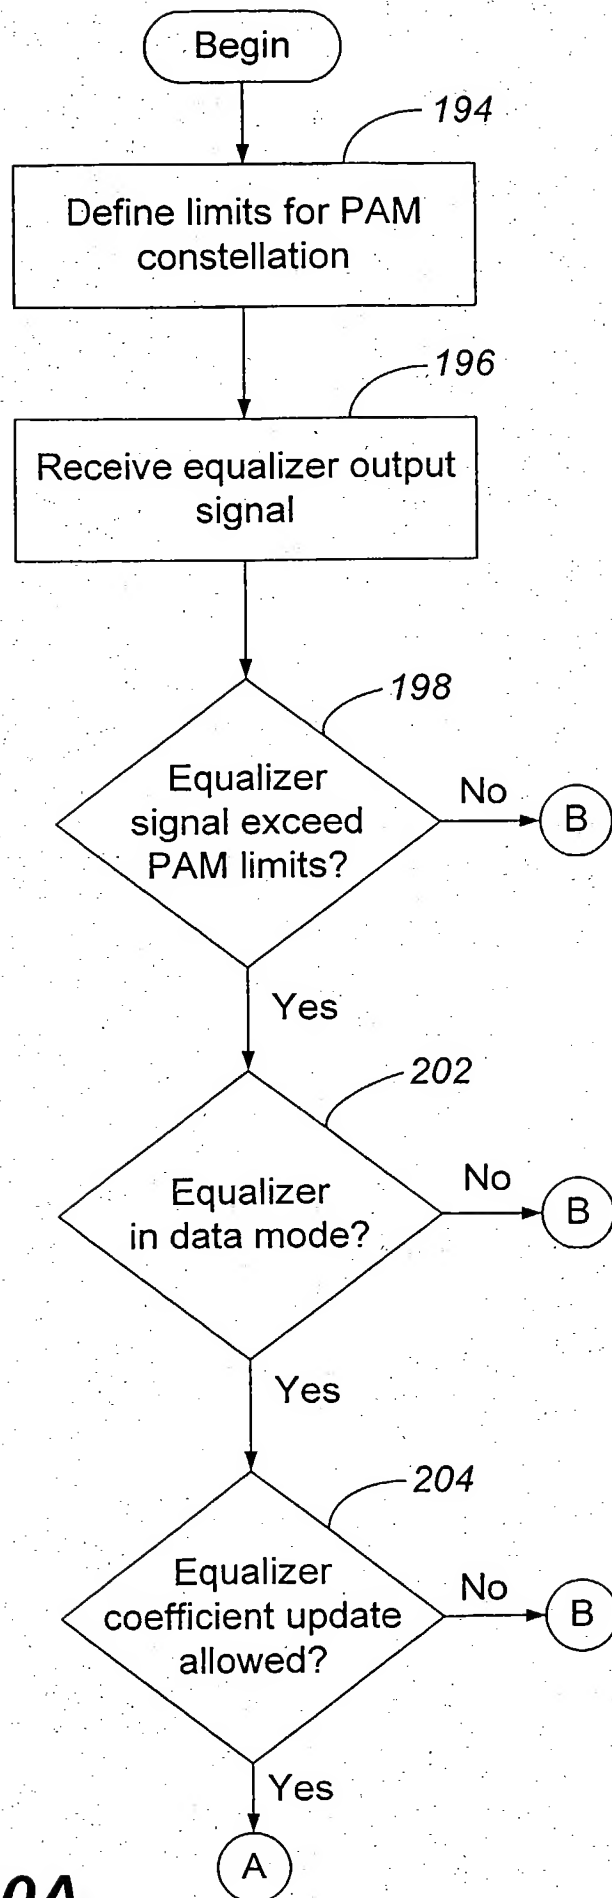 Begin
194
Define limits for PAM
constellation
196
Receive equalizer output
signal
198
Equalizer
signal exceed
PAM limits?
No
B
Yes
202
Equalizer
in data mode?
No
B
Yes
204
Equalizer
coefficient update
allowed?
No
B
Yes
A